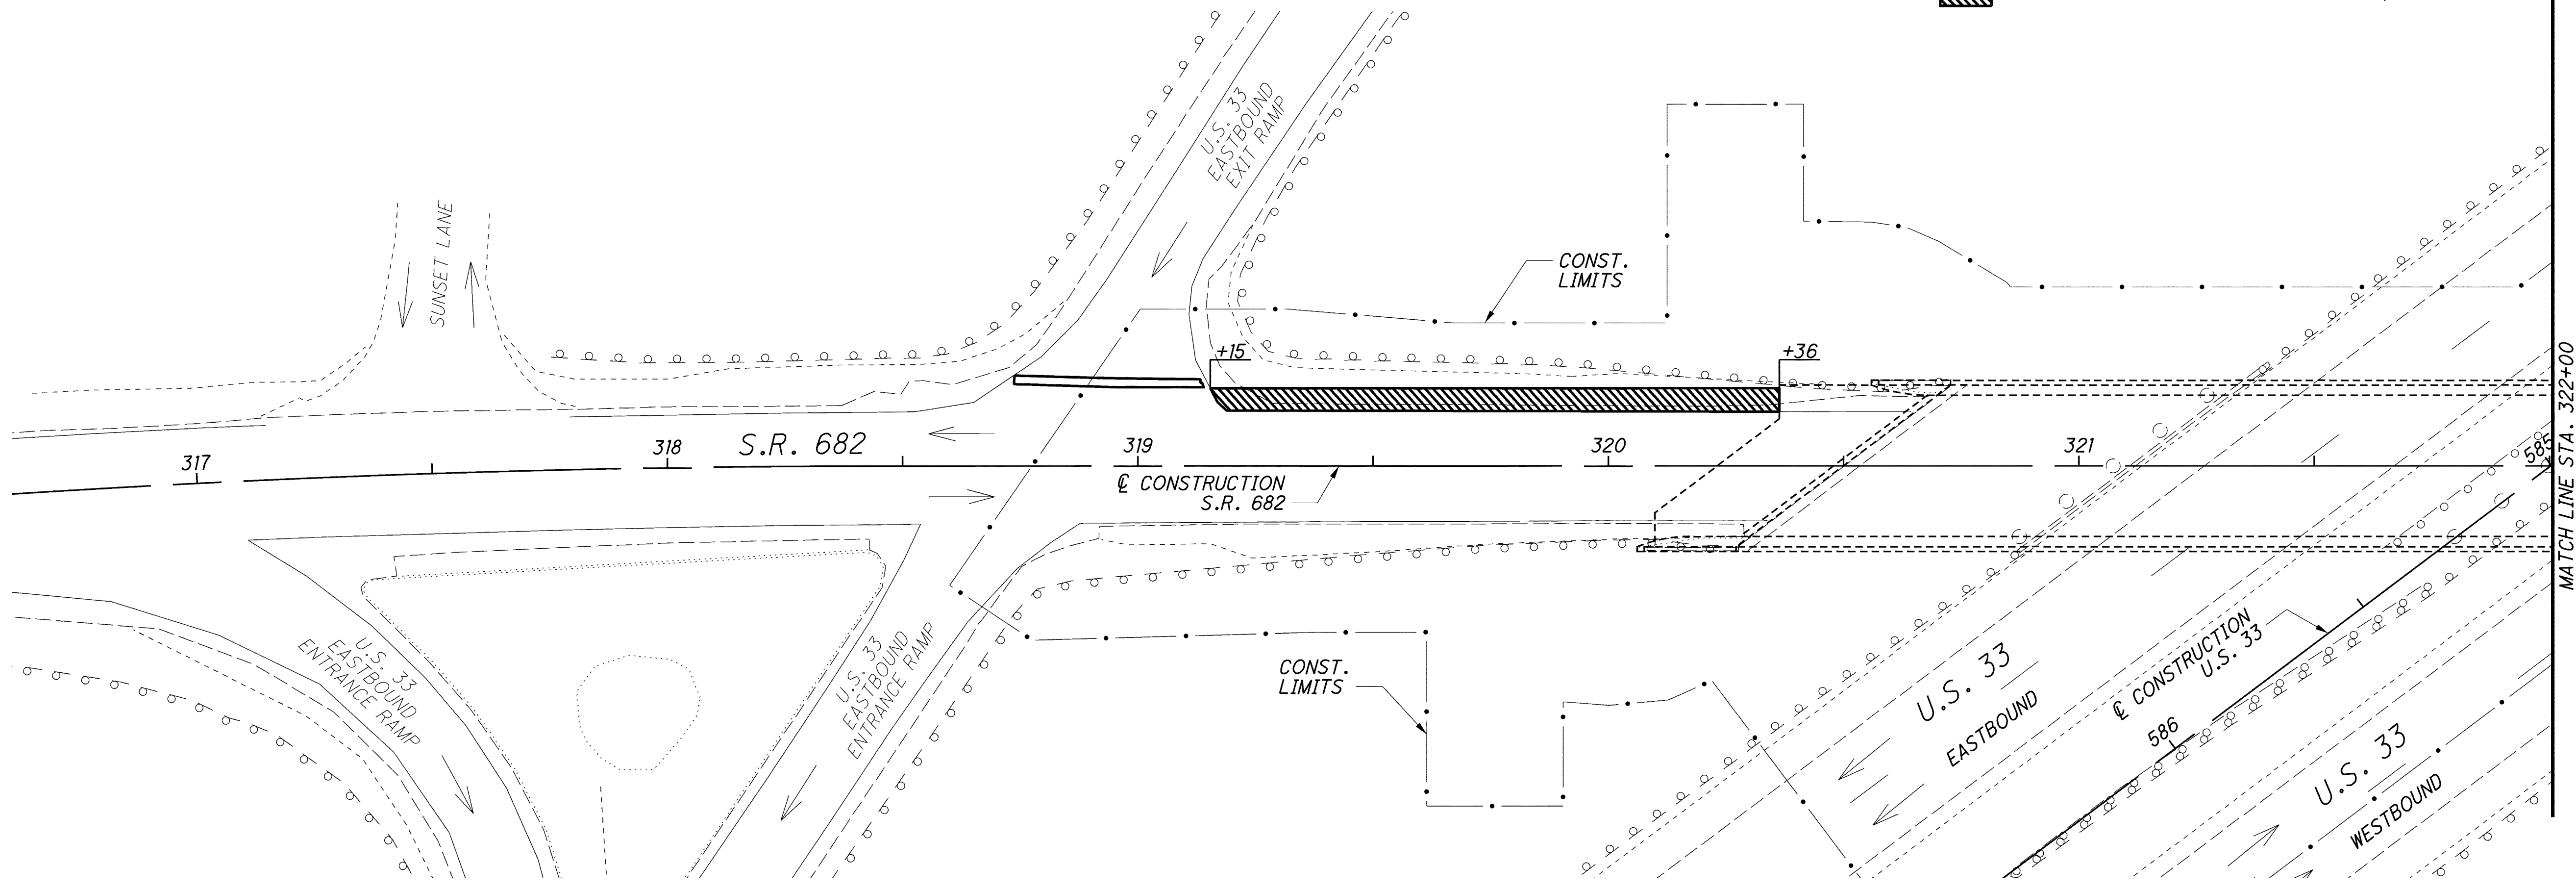 U.S. 33
EASTBOUND
EXIT RAMP
SUNSET LANE
CONST.
LIMITS
+15
+36
MATCH LINE STA. 322+00
317
318
S.R. 682
319
320
321
585
℄ CONSTRUCTION
S.R. 682
U.S. 33
EASTBOUND
ENTRANCE RAMP
U.S. 33
EASTBOUND
ENTRANCE RAMP
CONST.
LIMITS
U.S. 33
EASTBOUND
℄ CONSTRUCTION
U.S. 33
586
U.S. 33
WESTBOUND